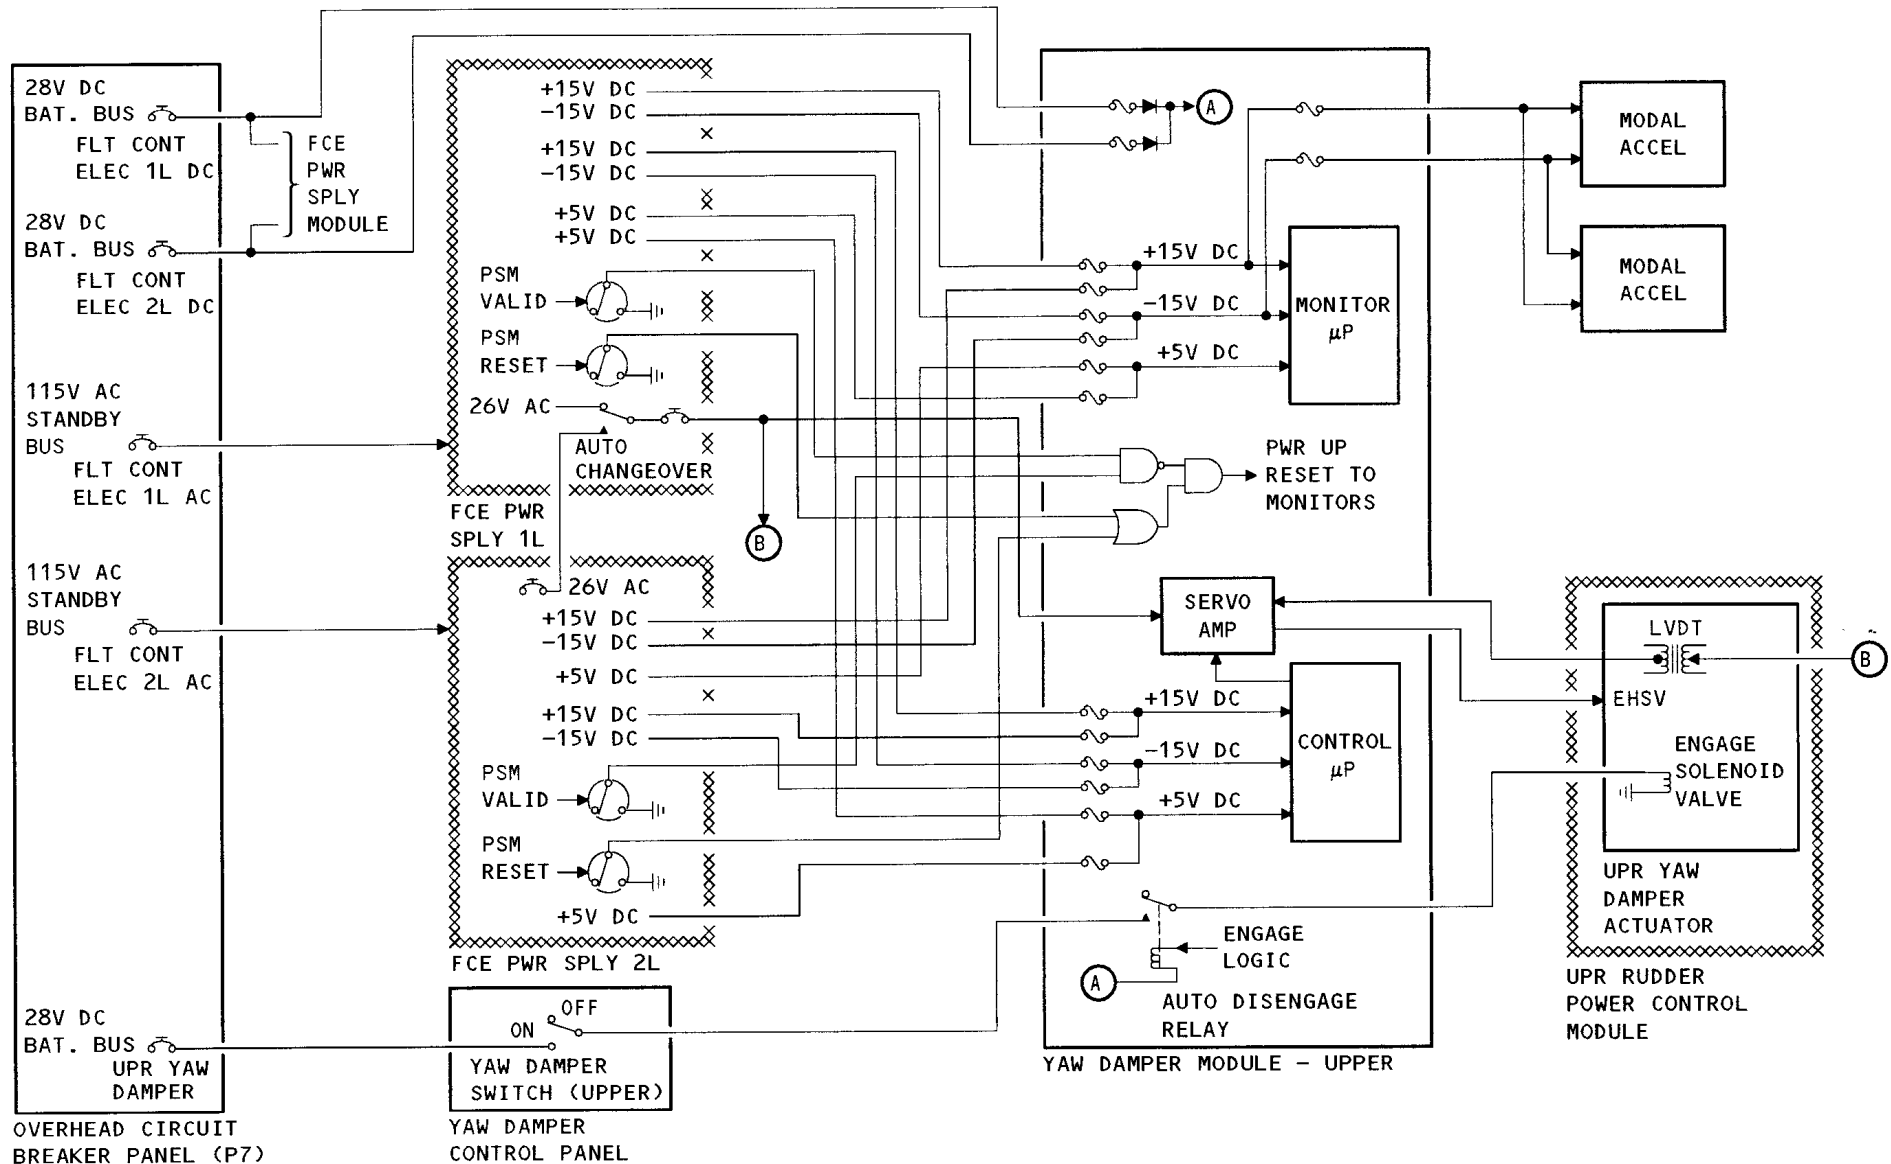 28V DC
BAT. BUS
FLT CONT
ELEC 1L DC
FCE
PWR
SPLY
MODULE
28V DC
BAT. BUS
FLT CONT
ELEC 2L DC
115V AC
STANDBY
BUS
FLT CONT
ELEC 1L AC
115V AC
STANDBY
BUS
FLT CONT
ELEC 2L AC
28V DC
BAT. BUS
UPR YAW
DAMPER
OVERHEAD CIRCUIT
BREAKER PANEL (P7)
+15V DC
-15V DC
+15V DC
-15V DC
+5V DC
+5V DC
PSM
VALID
PSM
RESET
26V AC
AUTO
CHANGEOVER
FCE PWR
SPLY 1L
B
26V AC
+15V DC
-15V DC
+5V DC
+15V DC
-15V DC
PSM
VALID
PSM
RESET
+5V DC
FCE PWR SPLY 2L
OFF
ON
YAW DAMPER
SWITCH (UPPER)
YAW DAMPER
CONTROL PANEL
A
+15V DC
-15V DC
+5V DC
MONITOR
µP
PWR UP
RESET TO
MONITORS
SERVO
AMP
+15V DC
-15V DC
+5V DC
CONTROL
µP
ENGAGE
LOGIC
A
AUTO DISENGAGE
RELAY
YAW DAMPER MODULE - UPPER
MODAL
ACCEL
MODAL
ACCEL
LVDT
B
EHSV
ENGAGE
SOLENOID
VALVE
UPR YAW
DAMPER
ACTUATOR
UPR RUDDER
POWER CONTROL
MODULE